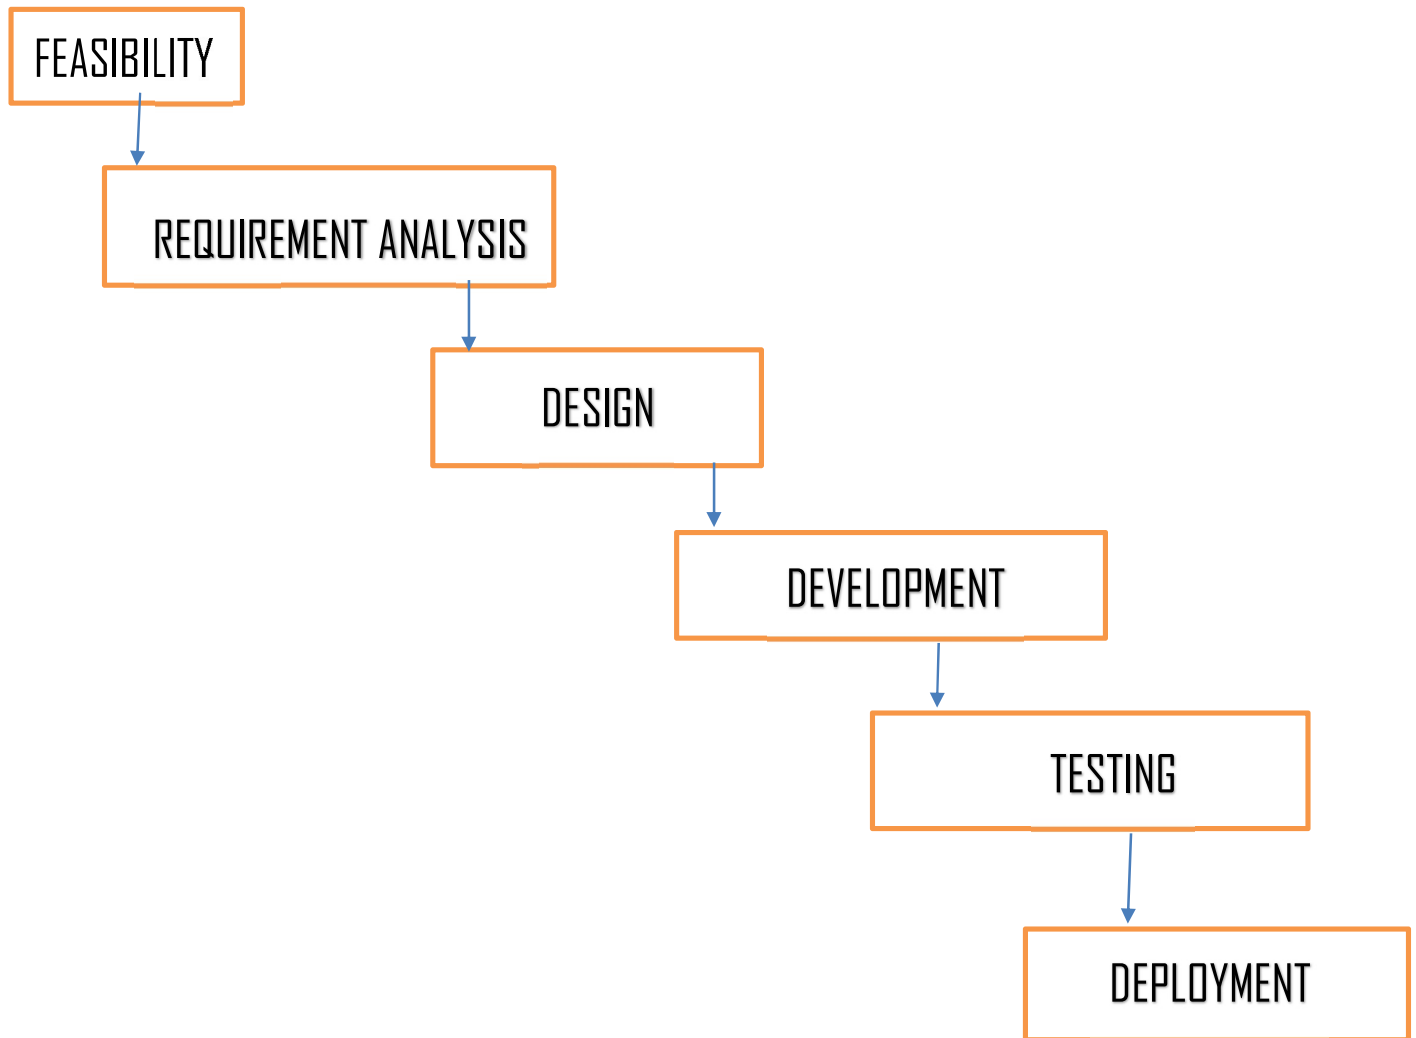 FEASIBILITY
REQUIREMENT ANALYSIS
DESIGN
DEVELOPMENT
TESTING
DEPLOYMENT